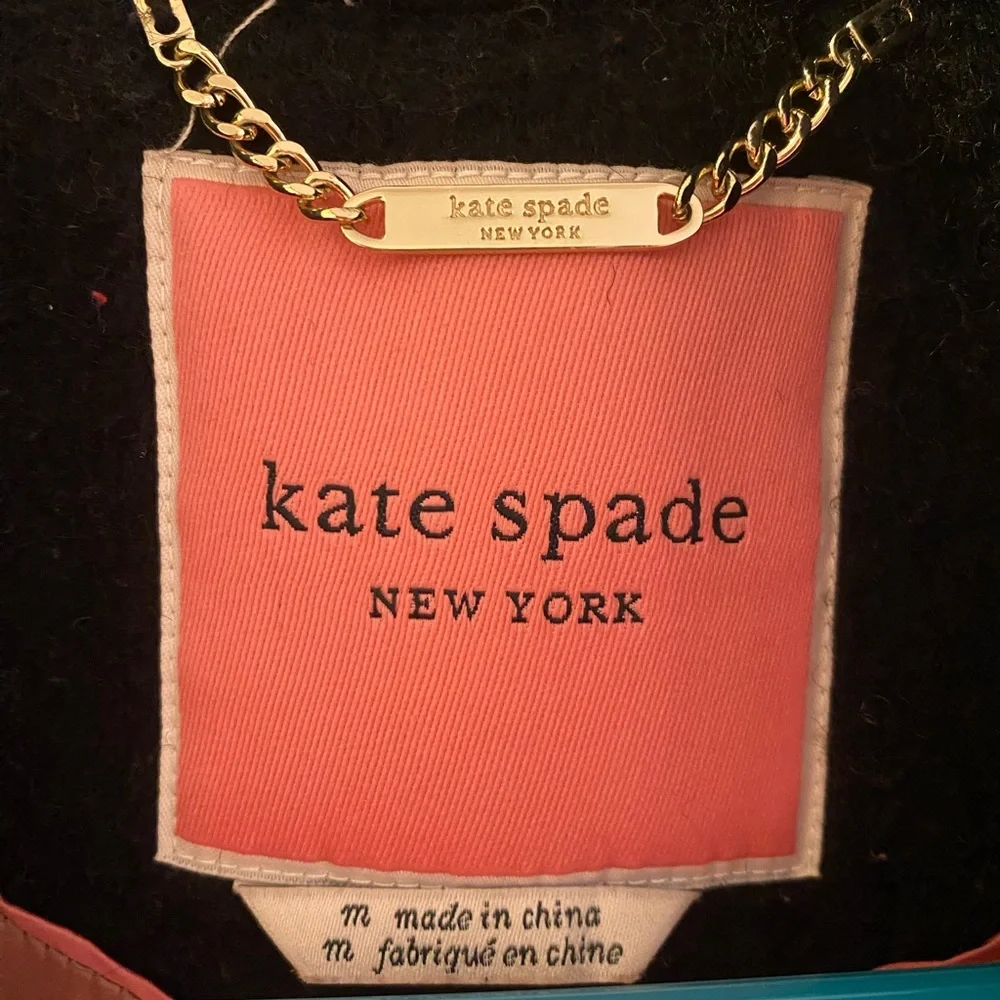 kate spade
NEW YORK
kate spade
NEW YORK
m made in china
m fabriqué en chine